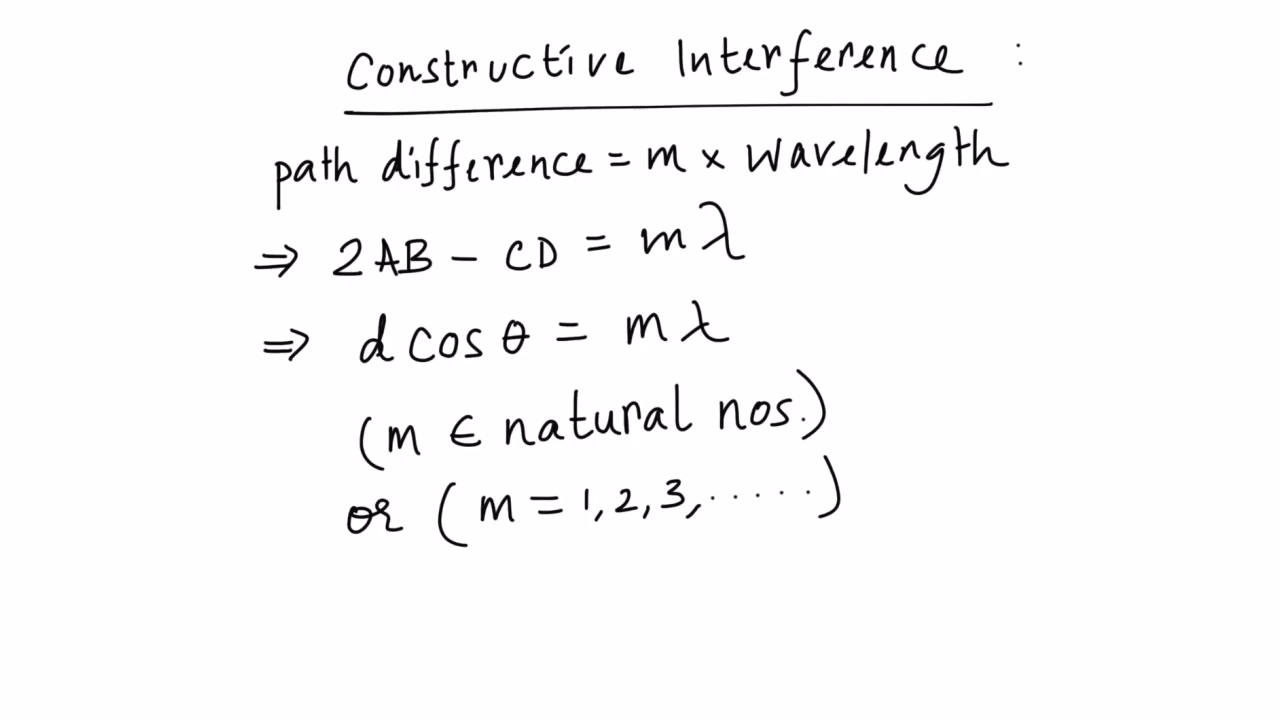 Constructive Interference :
path difference = m × wavelength
⇒ 2AB - CD = mλ
⇒ d cos θ = mλ
(m ∈ natural nos.)
or (m = 1, 2, 3, .....)